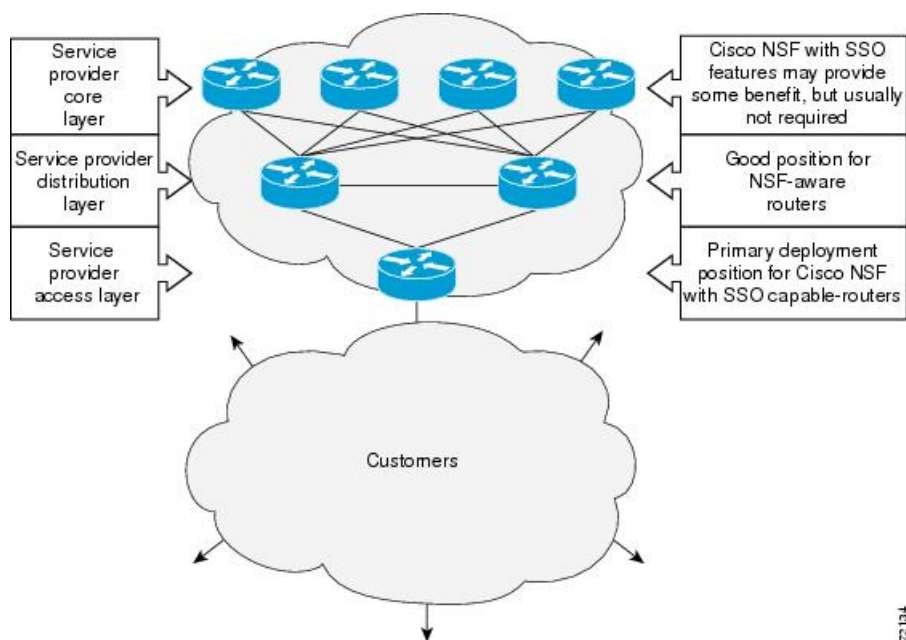 Service
provider
core
layer
Cisco NSF with SSO
features may provide
some benefit, but usually
not required
Service provider
distribution
layer
Good position for
NSF-aware
routers
Service
provider
access layer
Primary deployment
position for Cisco NSF
with SSO capable-routers
Customers
72134